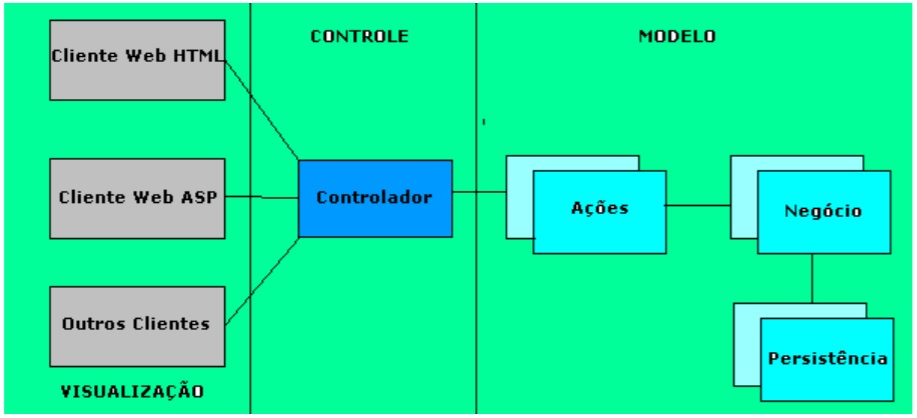 CONTROLE
MODELO
Cliente Web HTML
Cliente Web ASP
Controlador
Ações
Negócio
Outros Clientes
Persistência
VISUALIZAÇÃO